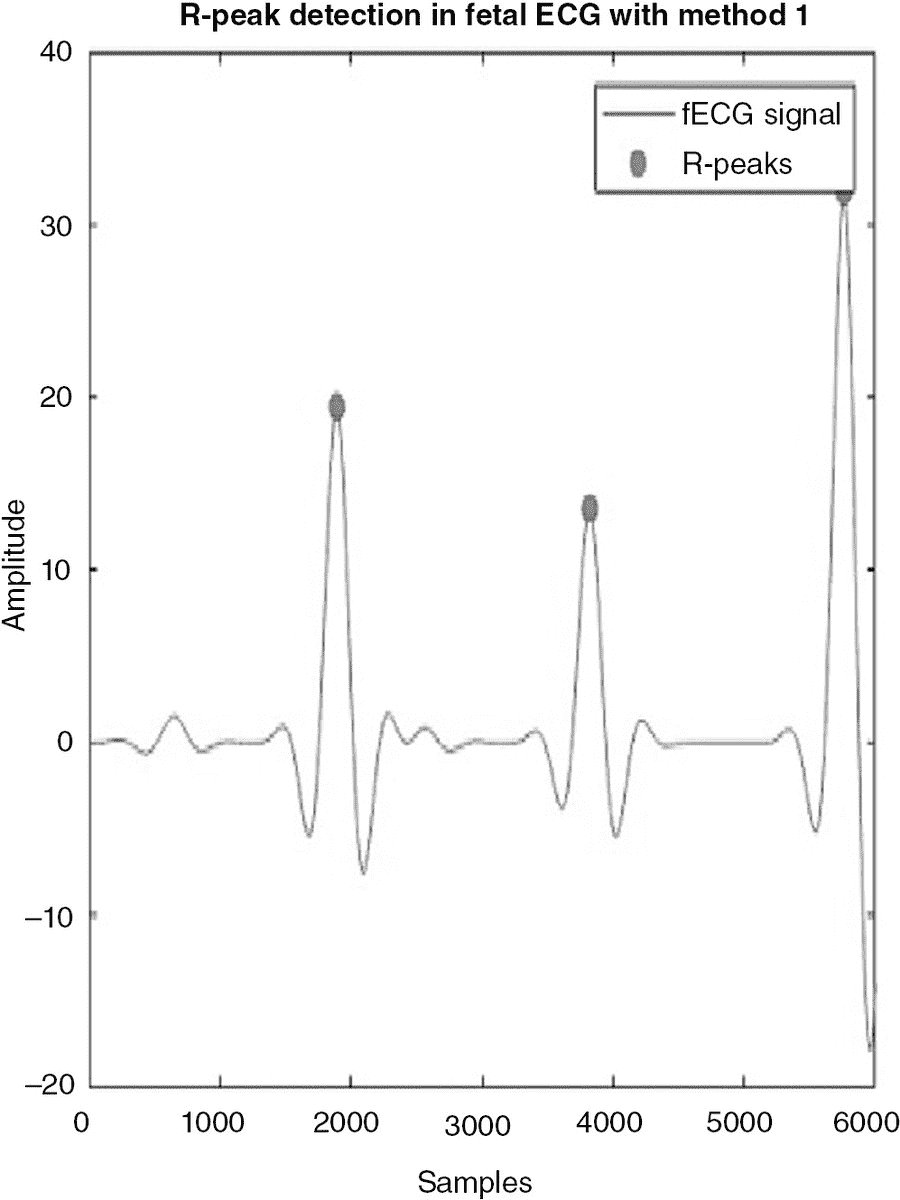 R-peak detection in fetal ECG with method 1
40
30
20
10
0
–10
–20
Amplitude
fECG signal
R-peaks
0 1000 2000 3000 4000 5000 6000
Samples